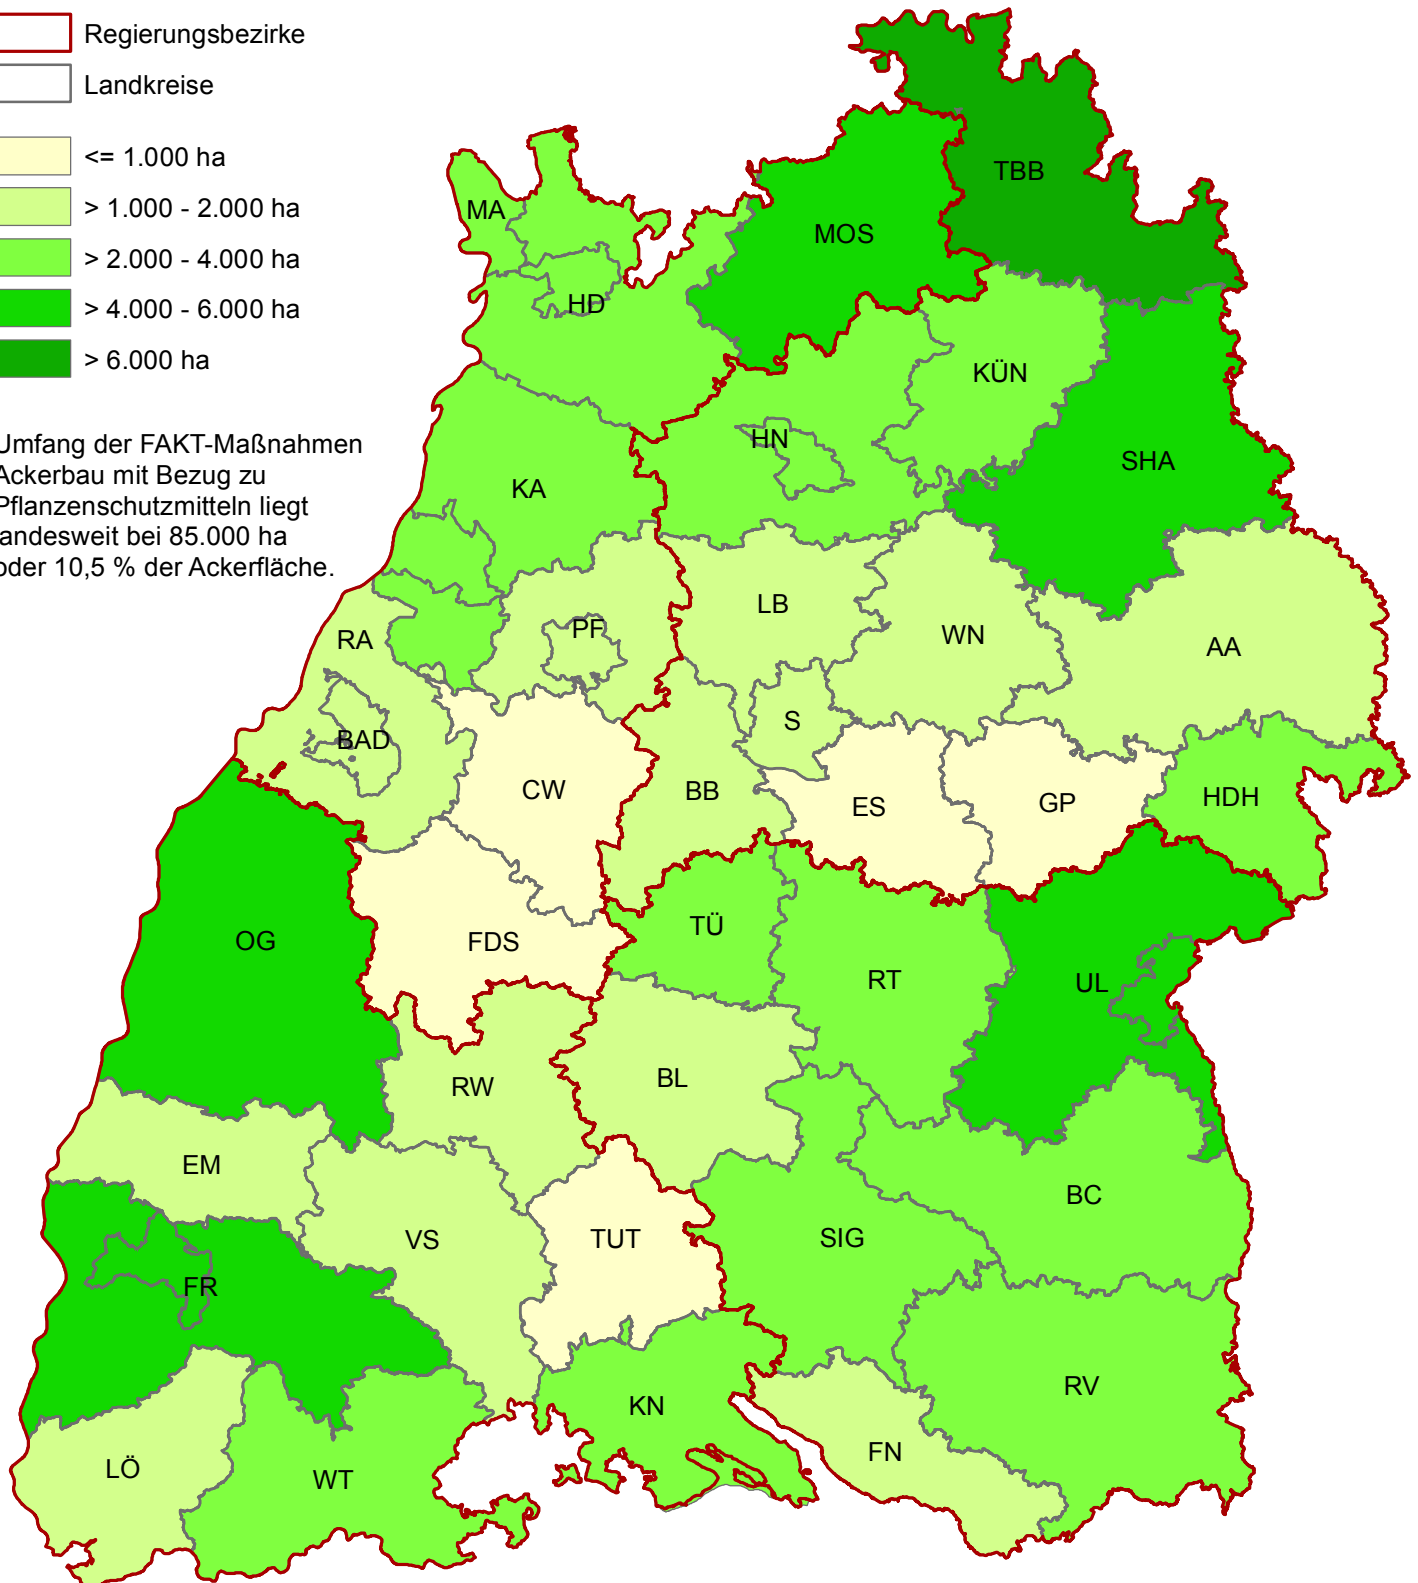 Regierungsbezirke
Landkreise
<= 1.000 ha
> 1.000 - 2.000 ha
> 2.000 - 4.000 ha
> 4.000 - 6.000 ha
> 6.000 ha
Umfang der FAKT-Maßnahmen
Ackerbau mit Bezug zu
Pflanzenschutzmitteln liegt
landesweit bei 85.000 ha
oder 10,5 % der Ackerfläche.
TBB
MA
MOS
HD
KÜN
HN
SHA
KA
LB
PF
WN
RA
AA
S
BAD
CW
BB
ES
GP
HDH
TÜ
OG
FDS
RT
UL
BL
RW
EM
BC
VS
TUT
SIG
FR
RV
KN
FN
LÖ
WT